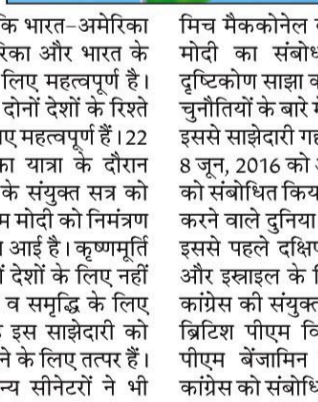 कि भारत-अमेरिका
रिका और भारत के
लिए महत्वपूर्ण है।
दोनों देशों के रिश्ते
ए महत्वपूर्ण हैं। 22
का यात्रा के दौरान
के संयुक्त सत्र को
म मोदी को निमंत्रण
आई है। कृष्णमूर्ति
देशों के लिए नहीं
व समृद्धि के लिए
इस साझेदारी को
ने के लिए तत्पर हैं।
न्य सीनेटरों ने भी
मिच मैककोनेल
मोदी का संबोध
दृष्टिकोण साझा क
चुनौतियों के बारे में
इससे साझेदारी गह
8 जून, 2016 को
को संबोधित किय
करने वाले दुनिया
इससे पहले दक्षिण
और इस्राइल के
कांग्रेस की संयुक्त
ब्रिटिश पीएम वि
पीएम बेंजामिन
कांग्रेस को संबोधि